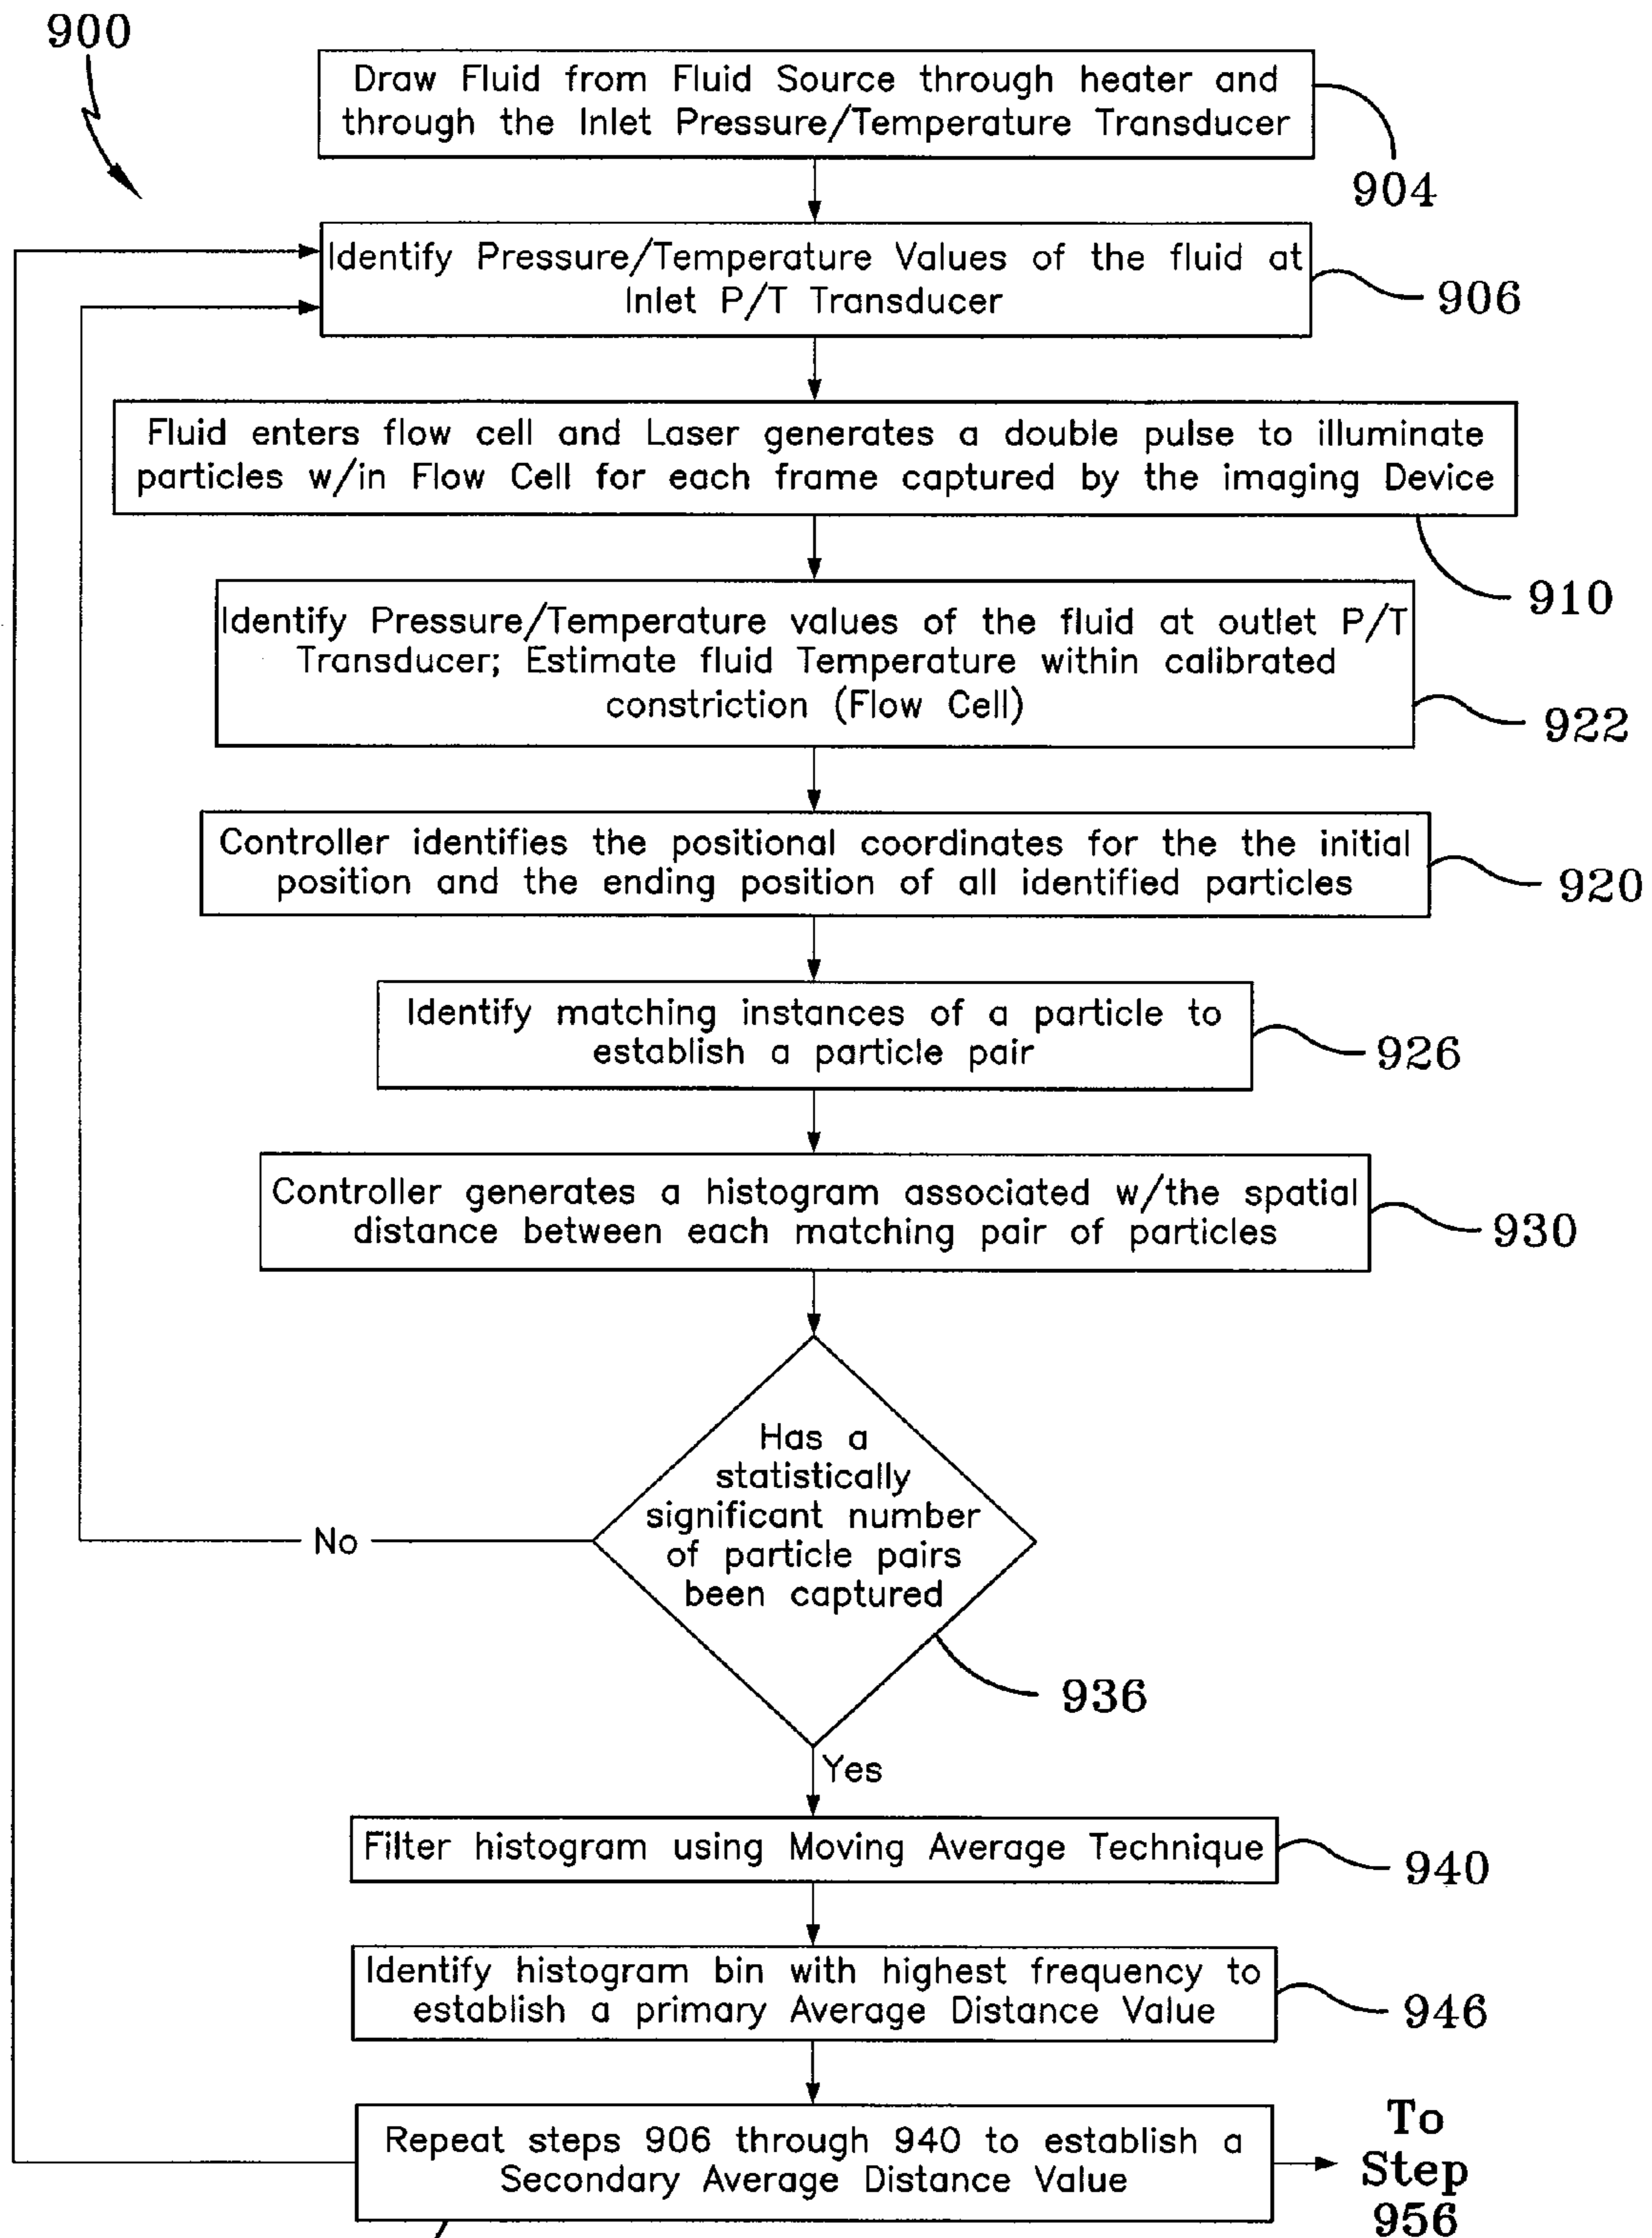 900
Draw Fluid from Fluid Source through heater and
through the Inlet Pressure/Temperature Transducer
904
Identify Pressure/Temperature Values of the fluid at
Inlet P/T Transducer
906
Fluid enters flow cell and Laser generates a double pulse to illuminate
particles w/in Flow Cell for each frame captured by the imaging Device
910
Identify Pressure/Temperature values of the fluid at outlet P/T
Transducer; Estimate fluid Temperature within calibrated
constriction (Flow Cell)
922
Controller identifies the positional coordinates for the the initial
position and the ending position of all identified particles
920
Identify matching instances of a particle to
establish a particle pair
926
Controller generates a histogram associated w/the spatial
distance between each matching pair of particles
930
Has a
statistically
significant number
of particle pairs
been captured
No
936
Yes
Filter histogram using Moving Average Technique
940
Identify histogram bin with highest frequency to
establish a primary Average Distance Value
946
Repeat steps 906 through 940 to establish a
Secondary Average Distance Value
To
Step
956